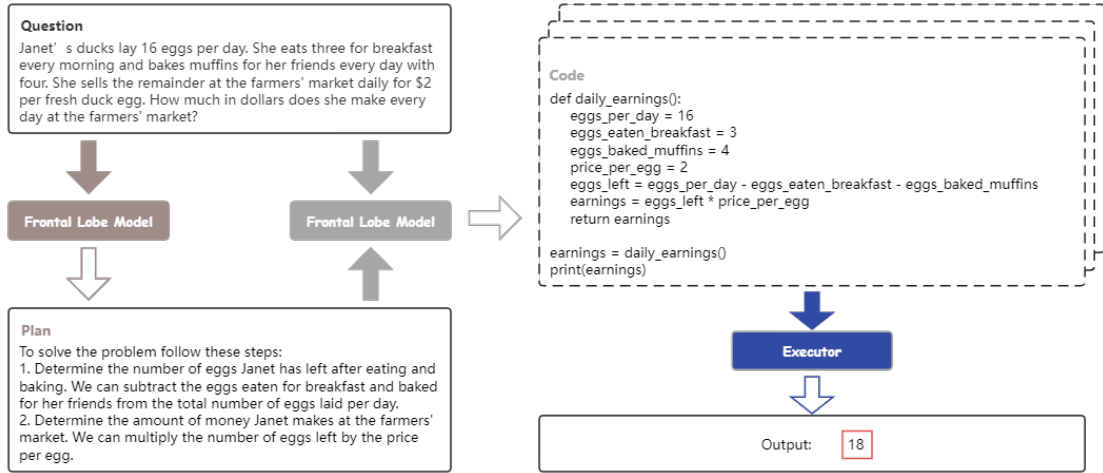 Question
Janet's ducks lay 16 eggs per day. She eats three for breakfast
every morning and bakes muffins for her friends every day with
four. She sells the remainder at the farmers' market daily for $2
per fresh duck egg. How much in dollars does she make every
day at the farmers' market?
Frontal Lobe Model
Frontal Lobe Model
Plan
To solve the problem follow these steps:
1. Determine the number of eggs Janet has left after eating and
baking. We can subtract the eggs eaten for breakfast and baked
for her friends from the total number of eggs laid per day.
2. Determine the amount of money Janet makes at the farmers'
market. We can multiply the number of eggs left by the price
per egg.
Code
def daily_earnings():
eggs_per_day = 16
eggs_eaten_breakfast = 3
eggs_baked_muffins = 4
price_per_egg = 2
eggs_left = eggs_per_day - eggs_eaten_breakfast - eggs_baked_muffins
earnings = eggs_left * price_per_egg
return earnings
earnings = daily_earnings()
print(earnings)
Executor
Output: 18